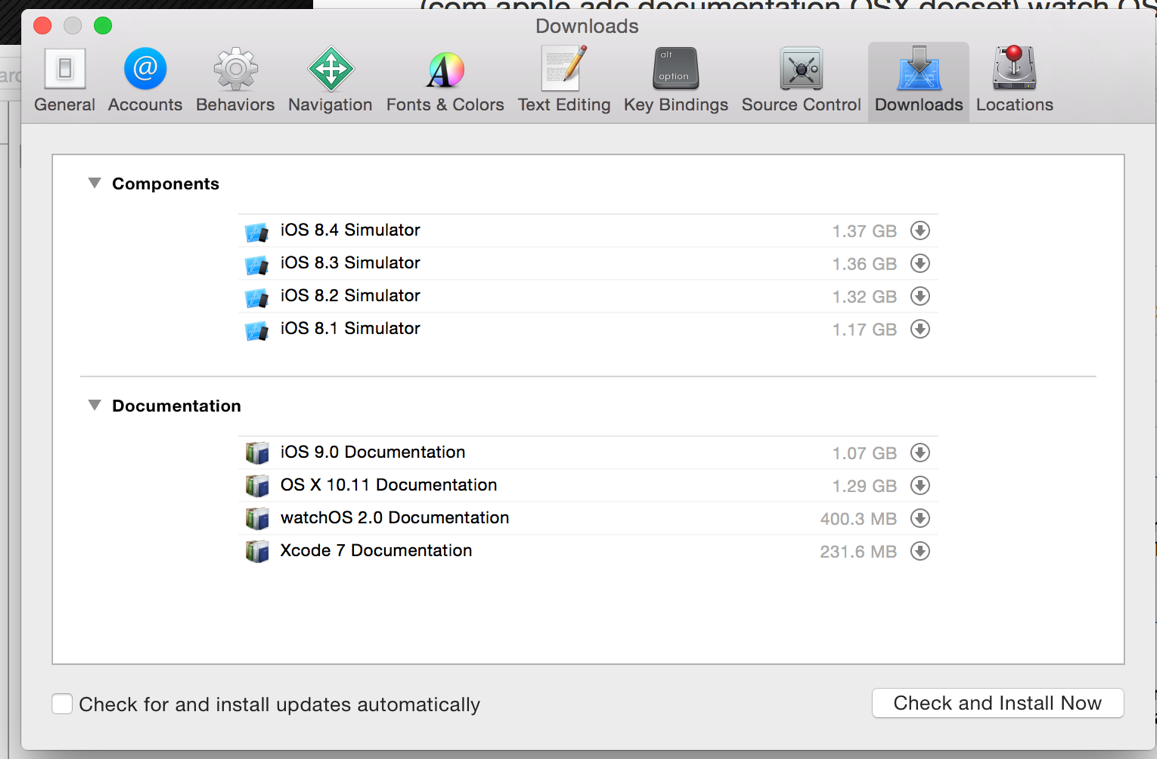 (com.apple.adc.documentation.OSX.docset) watch OS
Downloads
alt
option
General Accounts Behaviors Navigation Fonts & Colors Text Editing Key Bindings Source Control Downloads Locations
Components
iOS 8.4 Simulator 1.37 GB
iOS 8.3 Simulator 1.36 GB
iOS 8.2 Simulator 1.32 GB
iOS 8.1 Simulator 1.17 GB
Documentation
iOS 9.0 Documentation 1.07 GB
OS X 10.11 Documentation 1.29 GB
watchOS 2.0 Documentation 400.3 MB
Xcode 7 Documentation 231.6 MB
Check for and install updates automatically Check and Install Now